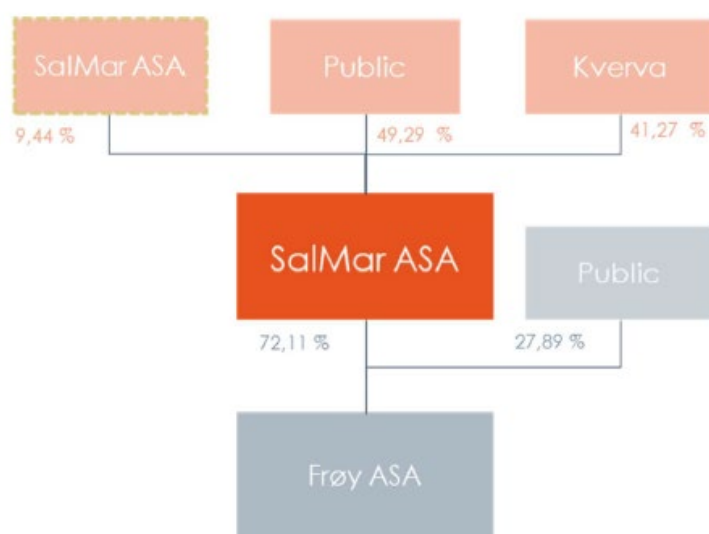 SalMar ASA
Public
Kverva
9,44 %
49,29 %
41,27 %
SalMar ASA
Public
72,11 %
27,89 %
Frøy ASA